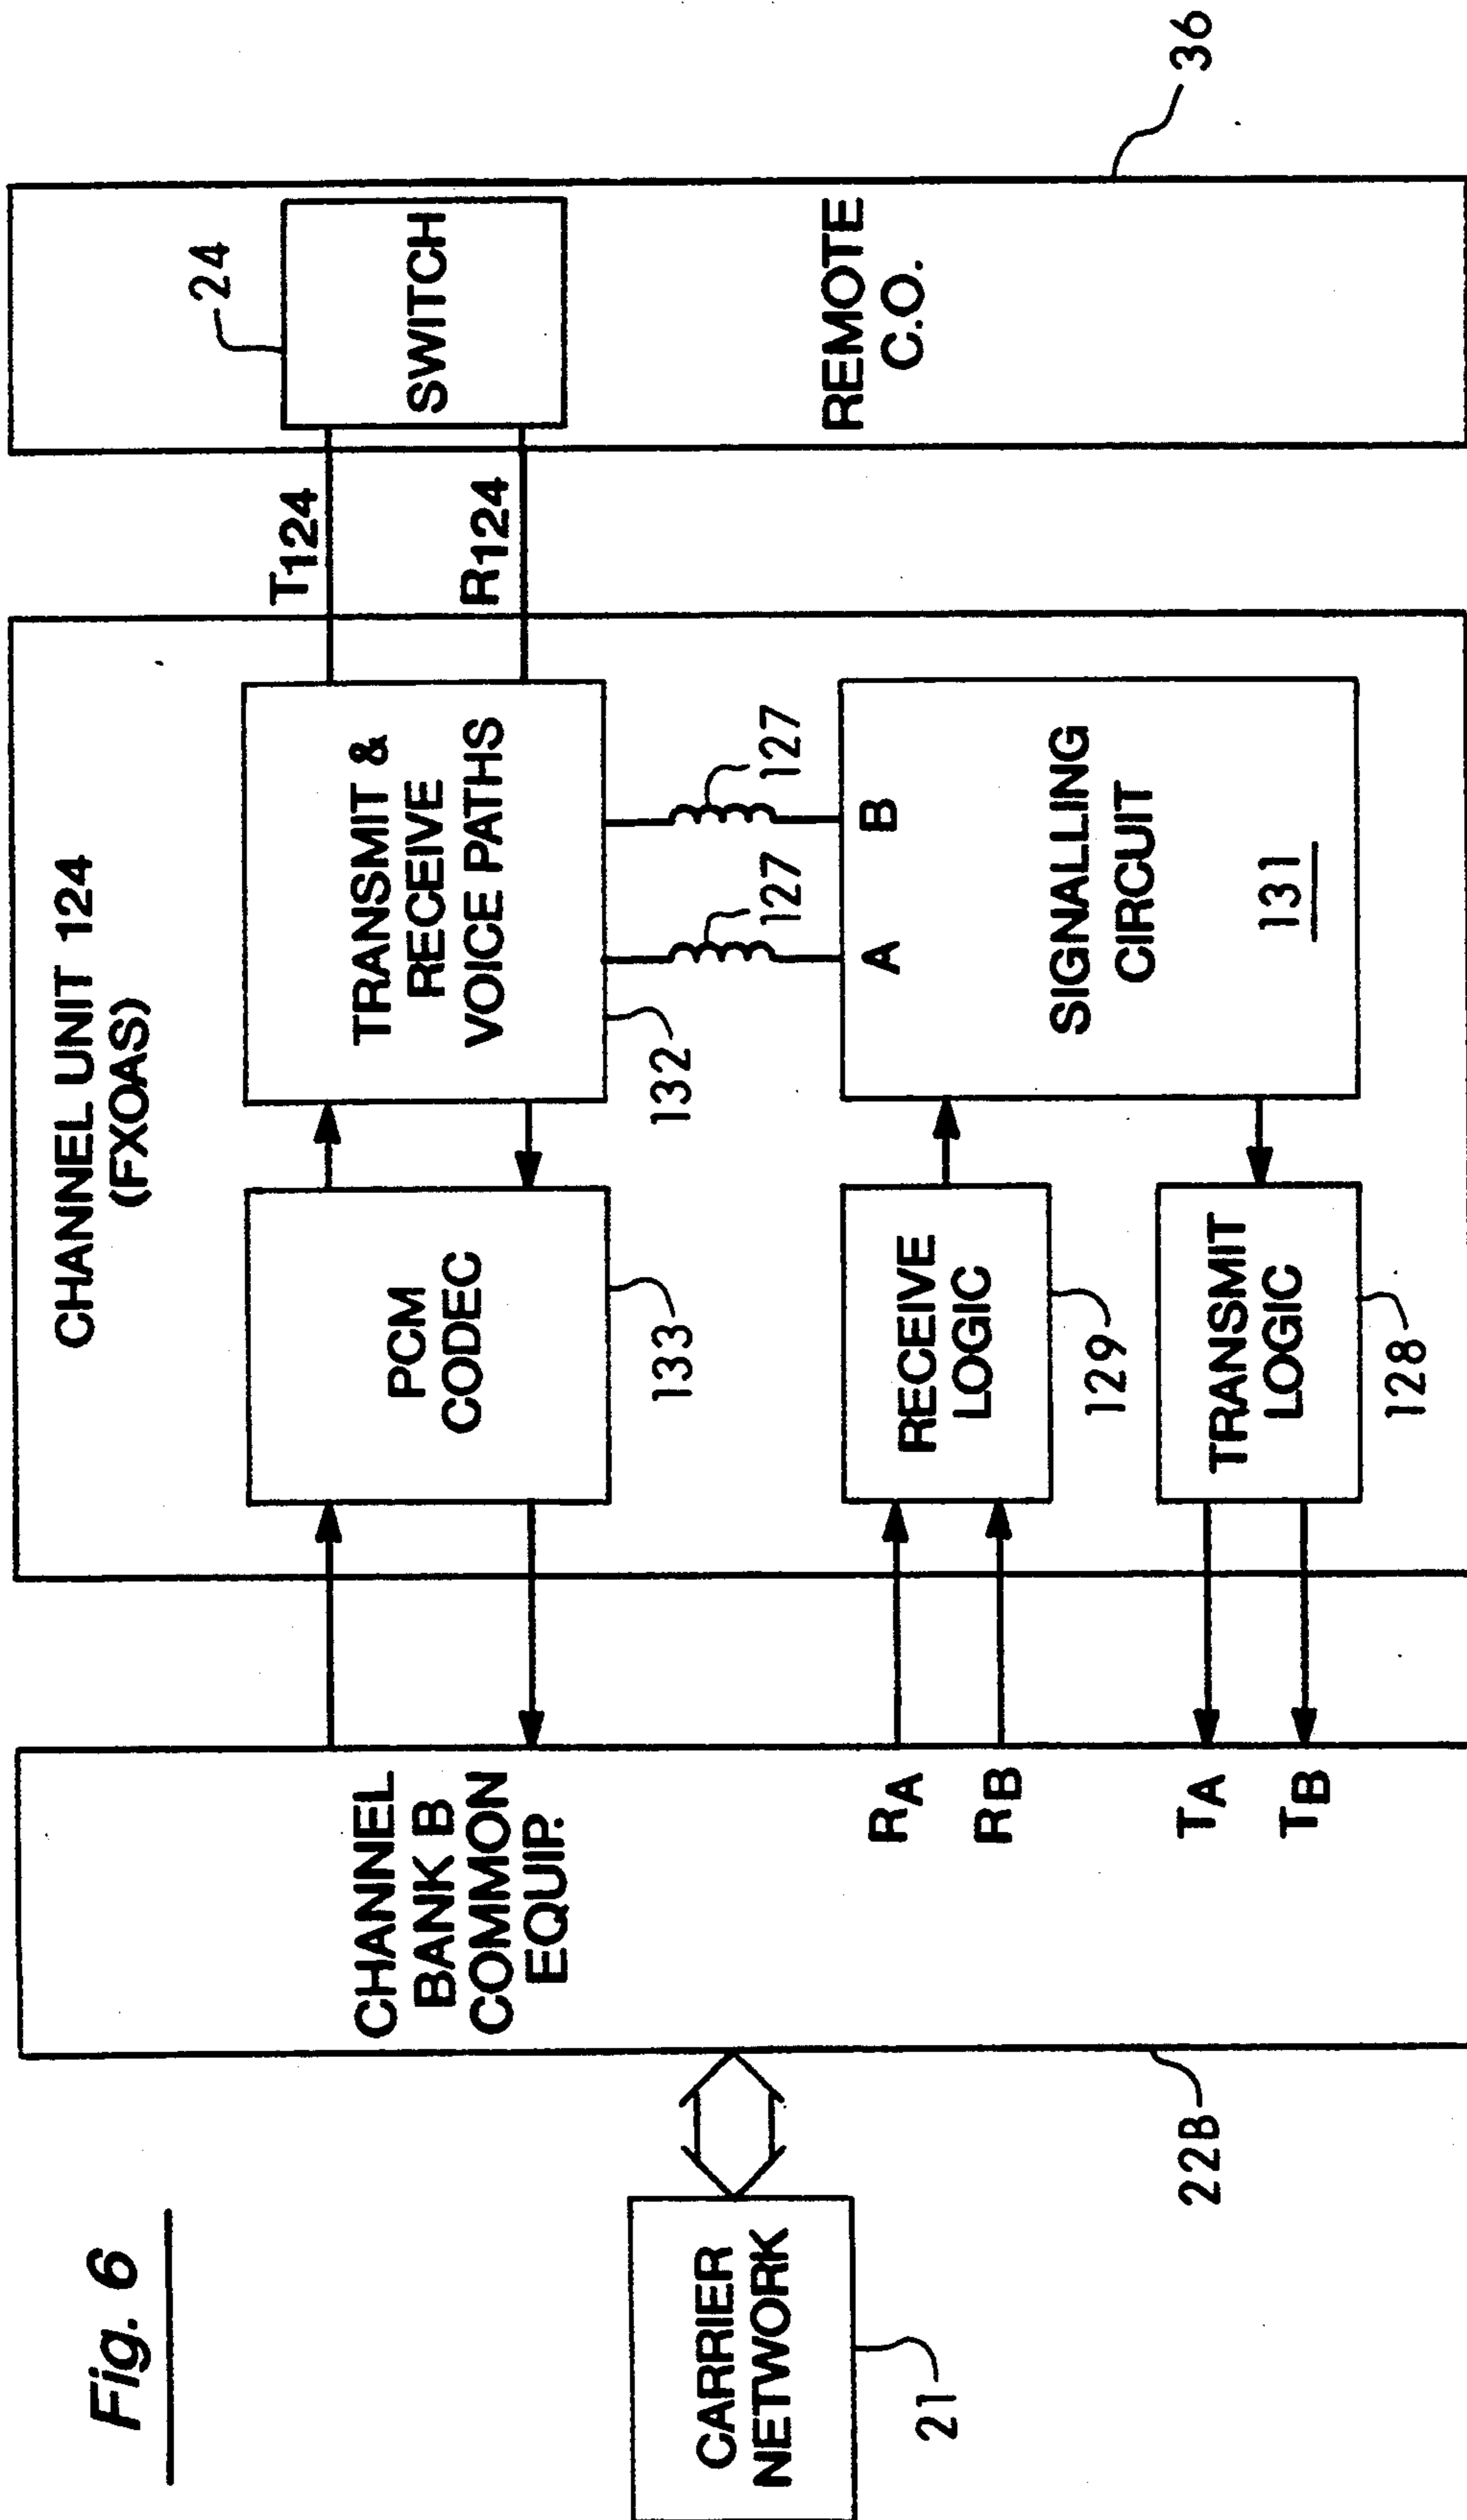 Fig. 6
CARRIER
NETWORK
21
CHANNEL
BANK B
COMMON
EQUIP.
RA
RB
TA
TB
22B
CHANNEL UNIT 124
(FXOAS)
PCM
CODEC
133
TRANSMIT &
RECEIVE
VOICE PATHS
132
127
127
RECEIVE
LOGIC
129
TRANSMIT
LOGIC
128
A
B
SIGNALLING
CIRCUIT
131
T124
R124
24
SWITCH
REMOTE
C.O.
36